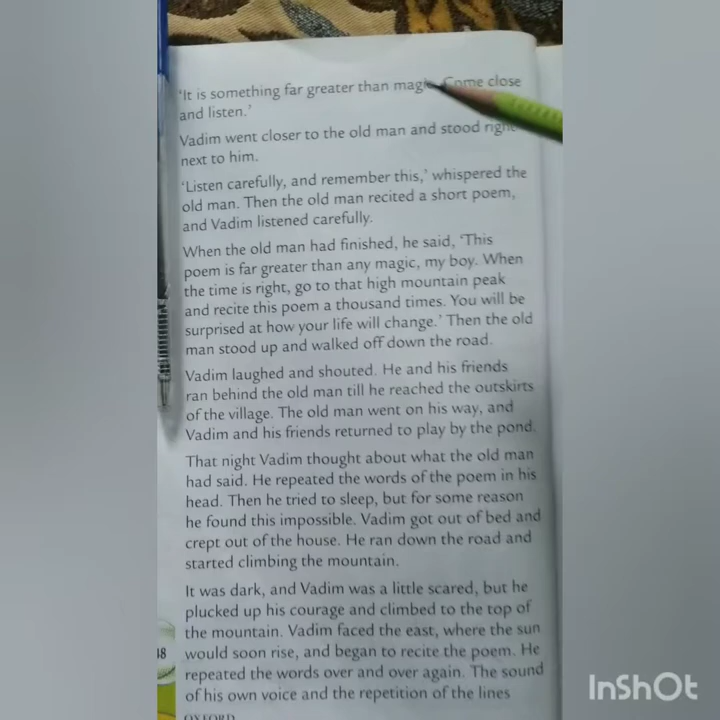 'It is something far greater than magic. Come close
and listen.'
Vadim went closer to the old man and stood right
next to him.
'Listen carefully, and remember this,' whispered the
old man. Then the old man recited a short poem,
and Vadim listened carefully.
When the old man had finished, he said, 'This
poem is far greater than any magic, my boy. When
the time is right, go to that high mountain peak
and recite this poem a thousand times. You will be
surprised at how your life will change.' Then the old
man stood up and walked off down the road.
Vadim laughed and shouted. He and his friends
ran behind the old man till he reached the outskirts
of the village. The old man went on his way, and
Vadim and his friends returned to play by the pond.
That night Vadim thought about what the old man
had said. He repeated the words of the poem in his
head. Then he tried to sleep, but for some reason
he found this impossible. Vadim got out of bed and
crept out of the house. He ran down the road and
started climbing the mountain.
It was dark, and Vadim was a little scared, but he
plucked up his courage and climbed to the top of
the mountain. Vadim faced the east, where the sun
would soon rise, and began to recite the poem. He
repeated the words over and over again. The sound
of his own voice and the repetition of the lines
OXFORD
InShOt